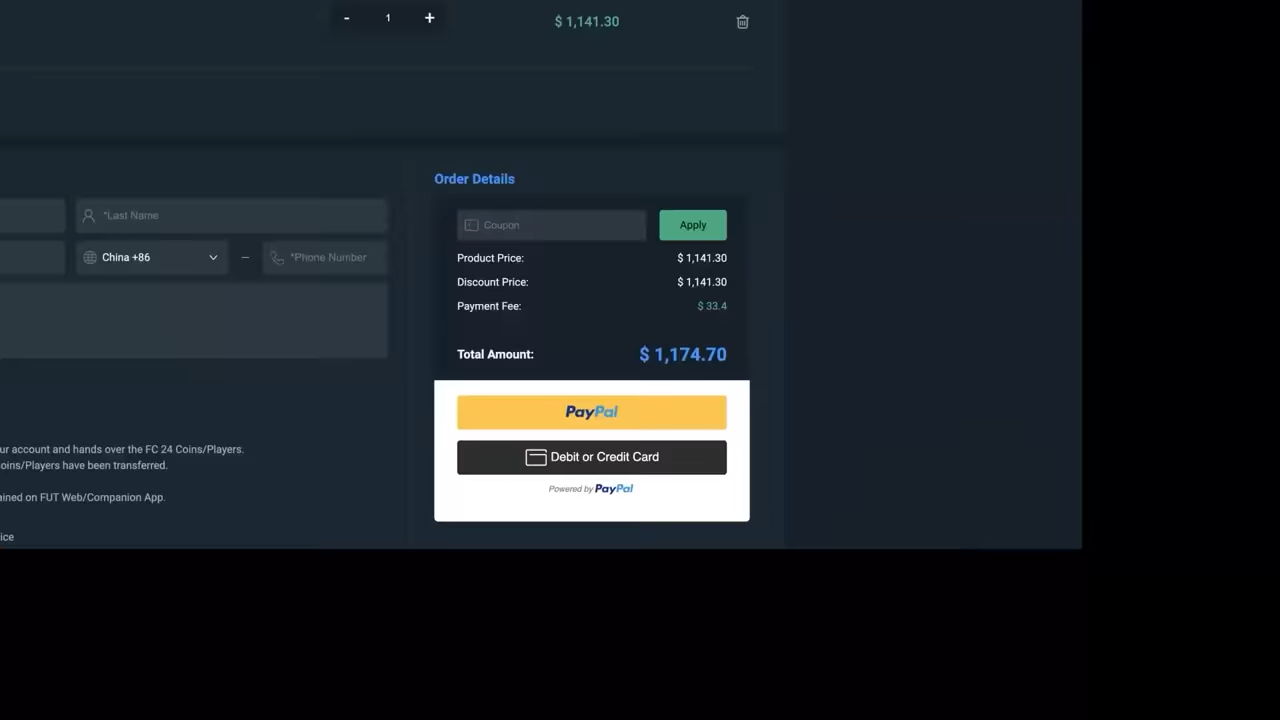 - 1 + $ 1,141.30
Order Details
*Last Name
Coupon Apply
China +86 – *Phone Number
Product Price: $ 1,141.30
Discount Price: $ 1,141.30
Payment Fee: $ 33.4
Total Amount: $ 1,174.70
PayPal
Debit or Credit Card
Powered by PayPal
ur account and hands over the FC 24 Coins/Players.
oins/Players have been transferred.
ained on FUT Web/Companion App.
ice